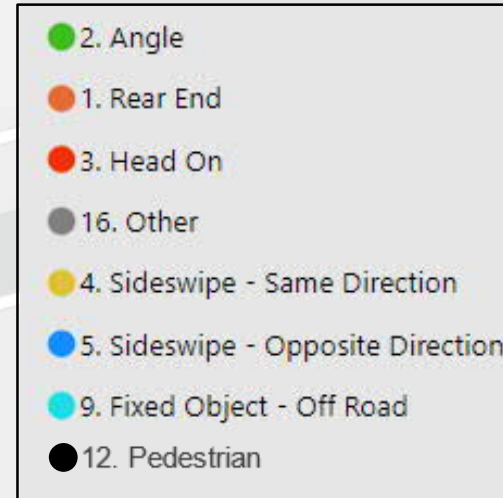 2. Angle
1. Rear End
3. Head On
16. Other
4. Sideswipe - Same Direction
5. Sideswipe - Opposite Direction
9. Fixed Object - Off Road
12. Pedestrian